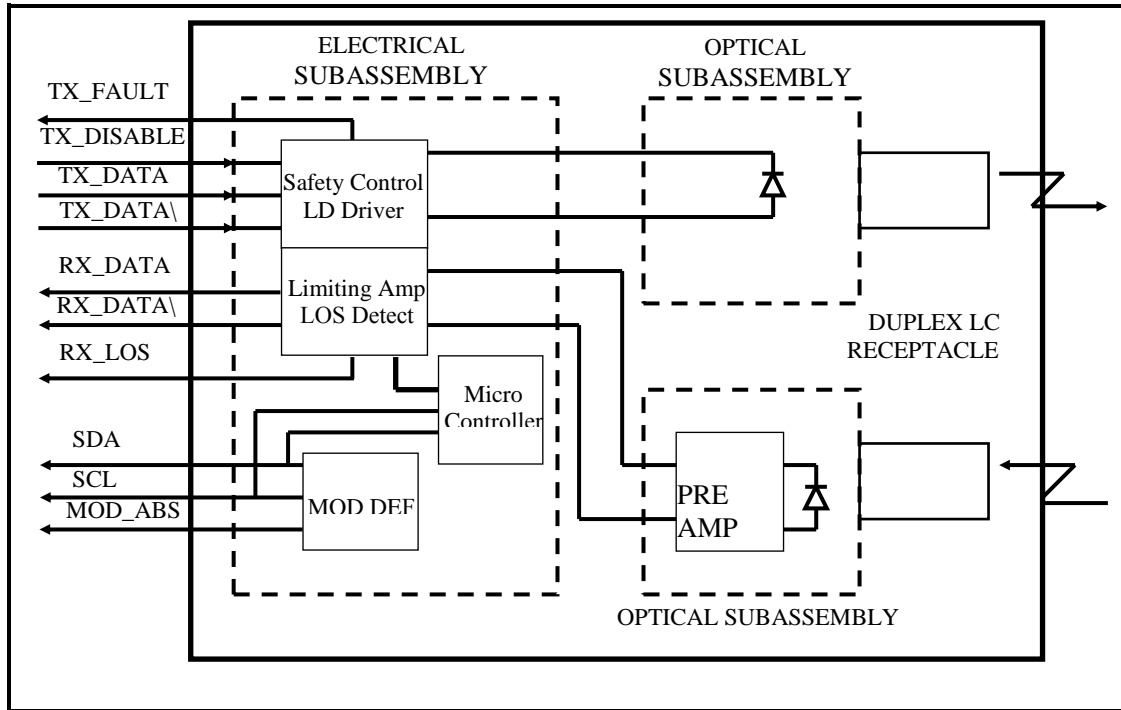 ELECTRICAL
SUBASSEMBLY
OPTICAL
SUBASSEMBLY
TX_FAULT
TX_DISABLE
TX_DATA
TX_DATA\
Safety Control
LD Driver
RX_DATA
RX_DATA\
RX_LOS
Limiting Amp
LOS Detect
DUPLEX LC
RECEPTACLE
Micro
Controller
SDA
SCL
MOD_ABS
MOD DEF
PRE
AMP
OPTICAL SUBASSEMBLY